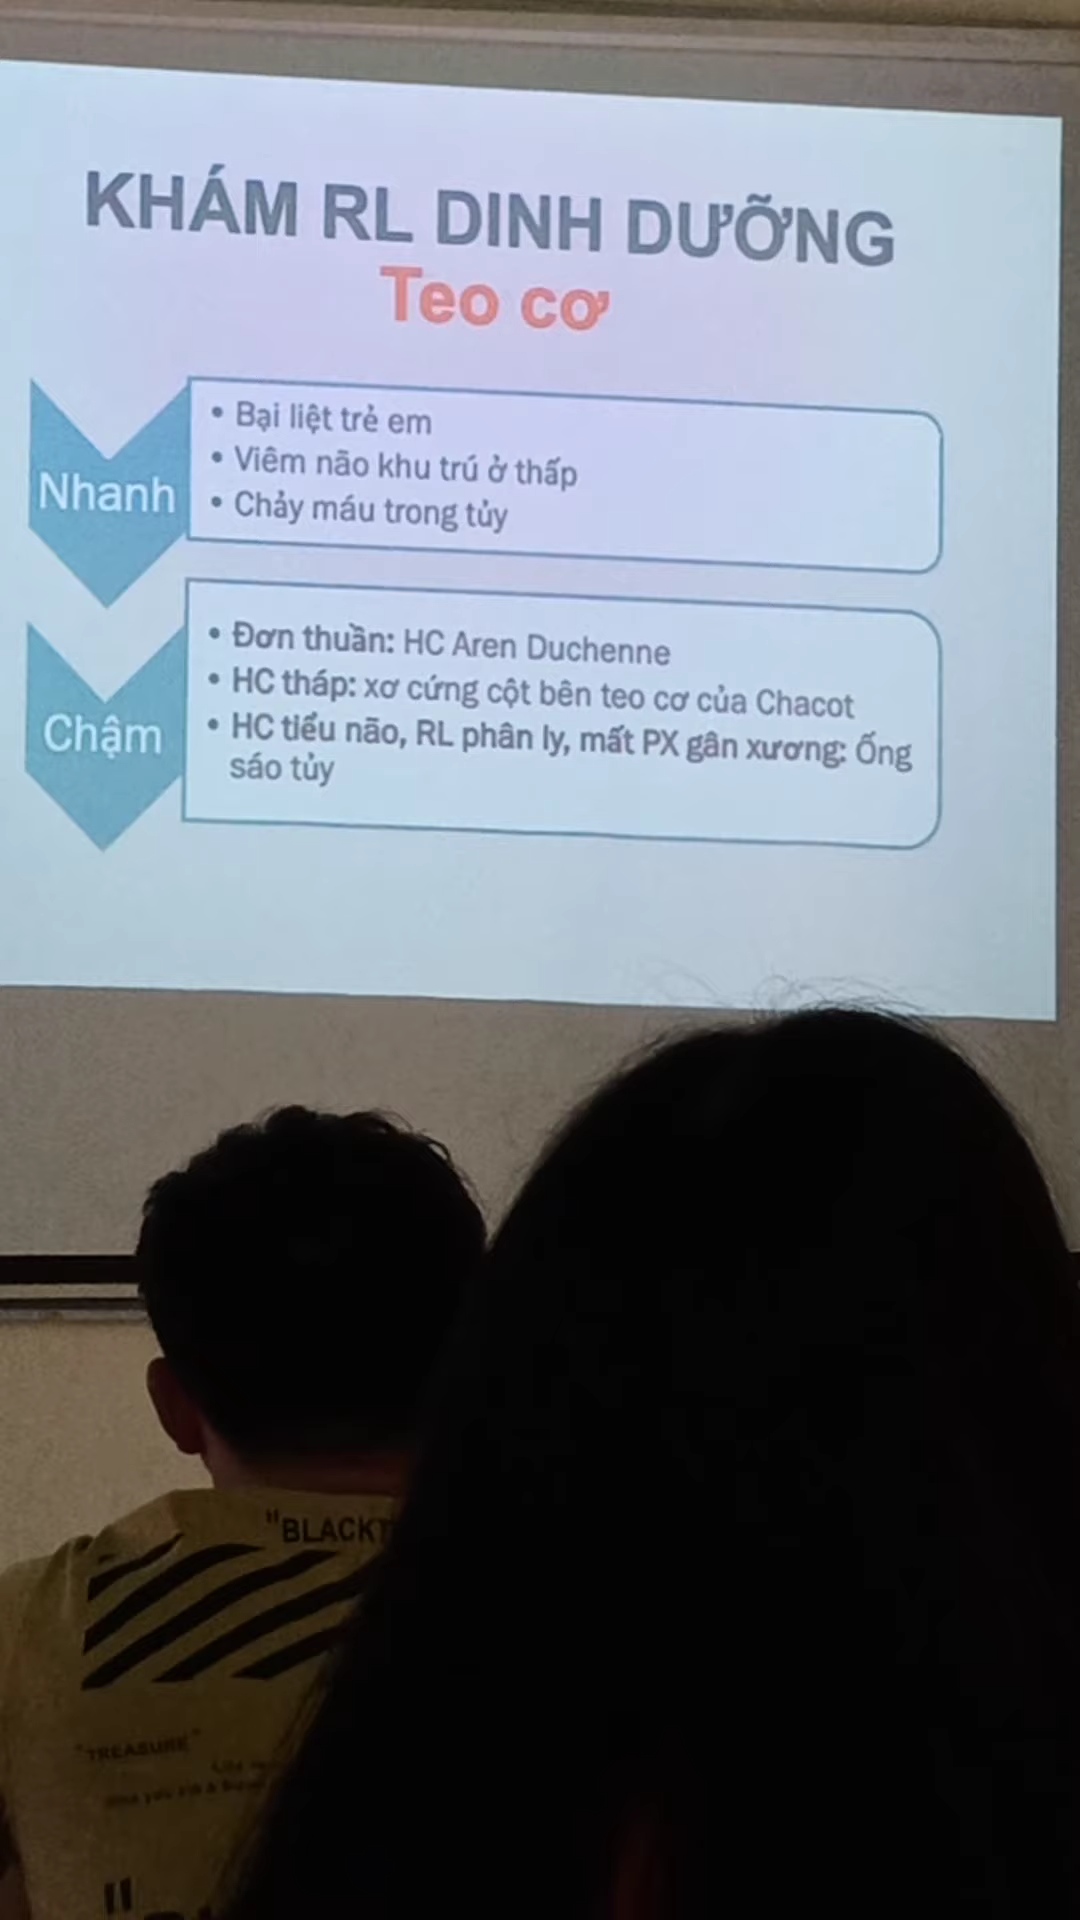 KHÁM RL DINH DƯỠNG
Teo cơ
Nhanh
• Bại liệt trẻ em
• Viêm não khu trú ở thấp
• Chảy máu trong tủy
Chậm
• Đơn thuần: HC Aren Duchenne
• HC tháp: xơ cứng cột bên teo cơ của Chacot
• HC tiểu não, RL phân ly, mất PX gân xương: Ống
sáo tủy
"BLACKT
"TREASURE"